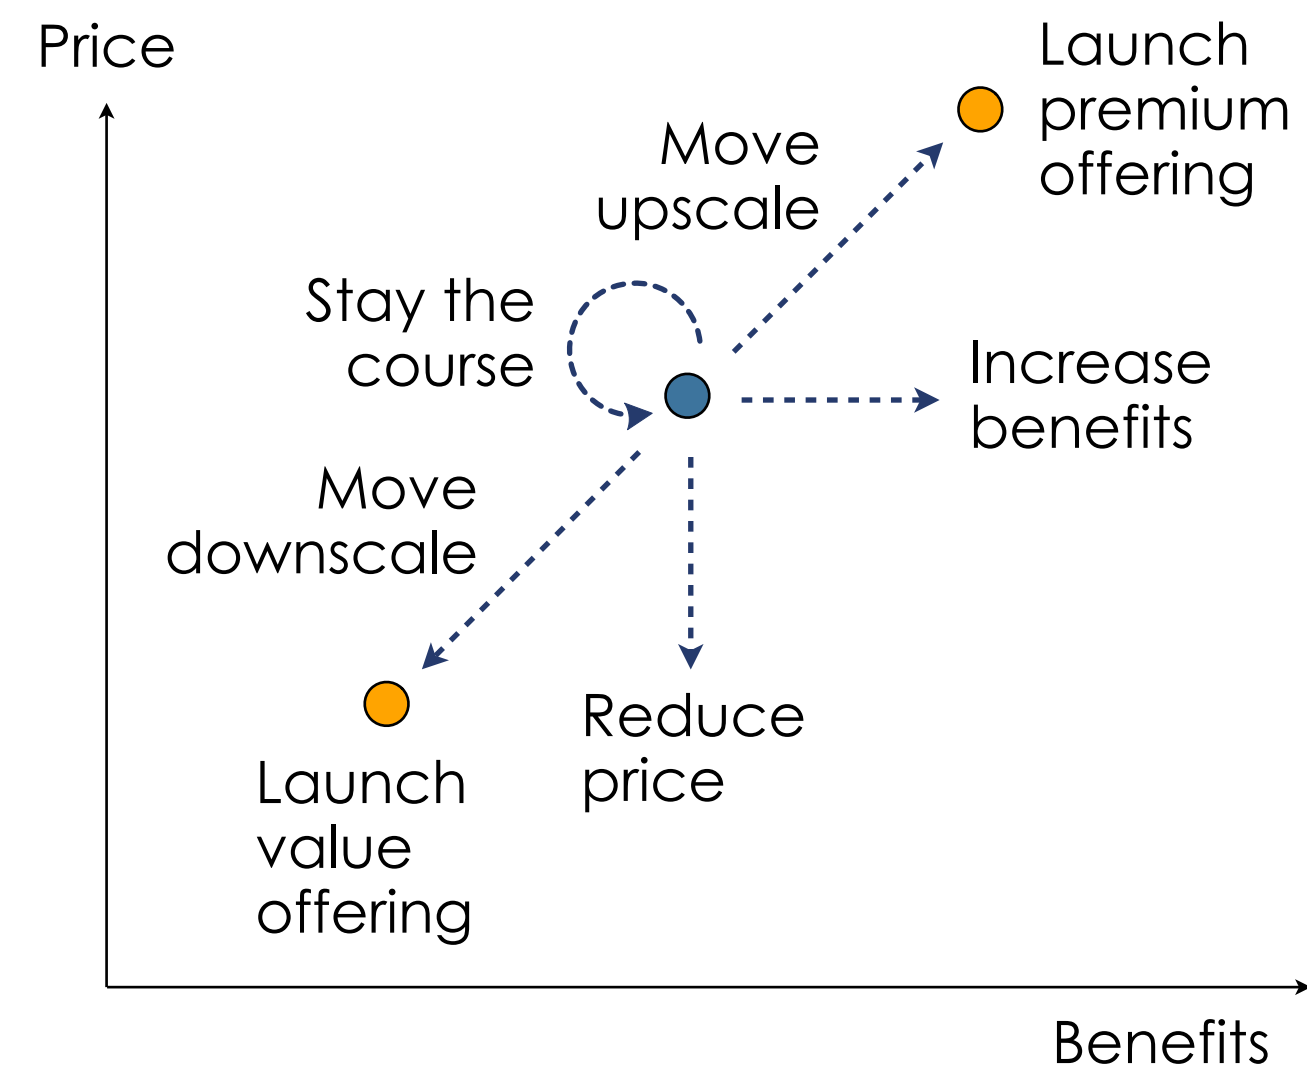 Price
Launch
premium
offering
Move
upscale
Stay the
course
Increase
benefits
Move
downscale
Reduce
price
Launch
value
offering
Benefits